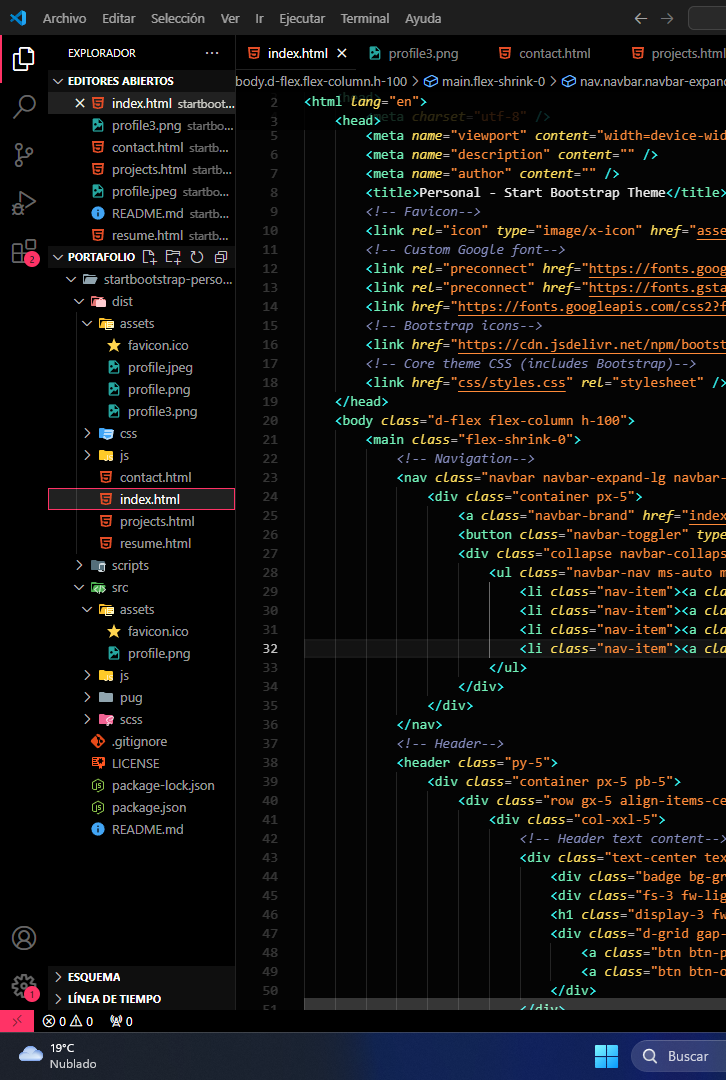 Archivo Editar Selección Ver Ir Ejecutar Terminal Ayuda
EXPLORADOR ...
index.html profile3.png contact.html projects.html
EDITORES ABIERTOS
index.html startboot...
profile3.png startbo...
contact.html startb...
projects.html startb...
profile.jpeg startbo...
README.md startb...
resume.html startb...
PORTAFOLIO
startbootstrap-perso...
dist
assets
favicon.ico
profile.jpeg
profile.png
profile3.png
css
js
contact.html
index.html
projects.html
resume.html
scripts
src
assets
favicon.ico
profile.png
js
pug
scss
.gitignore
LICENSE
package-lock.json
package.json
README.md
ESQUEMA
LÍNEA DE TIEMPO
2
1
body.d-flex.flex-column.h-100 > main.flex-shrink-0 > nav.navbar.navbar-expan
2 <html lang="en">
3 <head>
<meta charset="utf-8" />
5 <meta name="viewport" content="width=device-wid
6 <meta name="description" content="" />
7 <meta name="author" content="" />
8 <title>Personal - Start Bootstrap Theme</title>
9 <!-- Favicon-->
10 <link rel="icon" type="image/x-icon" href="asse
11 <!-- Custom Google font-->
12 <link rel="preconnect" href="https://fonts.goog
13 <link rel="preconnect" href="https://fonts.gsta
14 <link href="https://fonts.googleapis.com/css2?f
15 <!-- Bootstrap icons-->
16 <link href="https://cdn.jsdelivr.net/npm/bootst
17 <!-- Core theme CSS (includes Bootstrap)-->
18 <link href="css/styles.css" rel="stylesheet" />
19 </head>
20 <body class="d-flex flex-column h-100">
21 <main class="flex-shrink-0">
22 <!-- Navigation-->
23 <nav class="navbar navbar-expand-lg navbar-
24 <div class="container px-5">
25 <a class="navbar-brand" href="index
26 <button class="navbar-toggler" type
27 <div class="collapse navbar-collaps
28 <ul class="navbar-nav ms-auto m
29 <li class="nav-item"><a cla
30 <li class="nav-item"><a cla
31 <li class="nav-item"><a cla
32 <li class="nav-item"><a cla
33 </ul>
34 </div>
35 </div>
36 </nav>
37 <!-- Header-->
38 <header class="py-5">
39 <div class="container px-5 pb-5">
40 <div class="row gx-5 align-items-ce
41 <div class="col-xxl-5">
42 <!-- Header text content-->
43 <div class="text-center tex
44 <div class="badge bg-gr
45 <div class="fs-3 fw-lig
46 <h1 class="display-3 fw
47 <div class="d-grid gap-
48 <a class="btn btn-p
49 <a class="btn btn-o
50 </div>
51 </div>
0 0 0
19°C
Nublado
Buscar